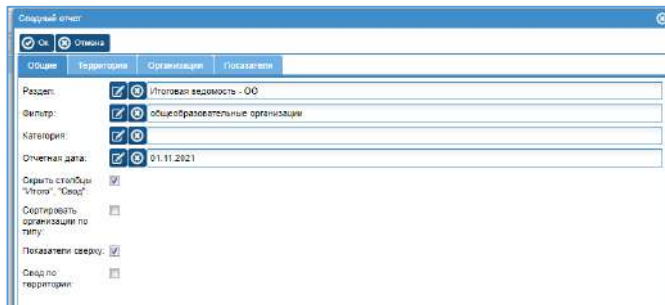 Сводный отчет
Ок Отмена
Общие Территория Организации Показатели
Раздел: Итоговая ведомость - ОО
Фильтр: общеобразовательные организации
Категория:
Отчетная дата: 01.11.2021
Скрыть столбцы
"Итого", "Свод":
Сортировать
организации по
типу:
Показатели сверху:
Свод по
территории: